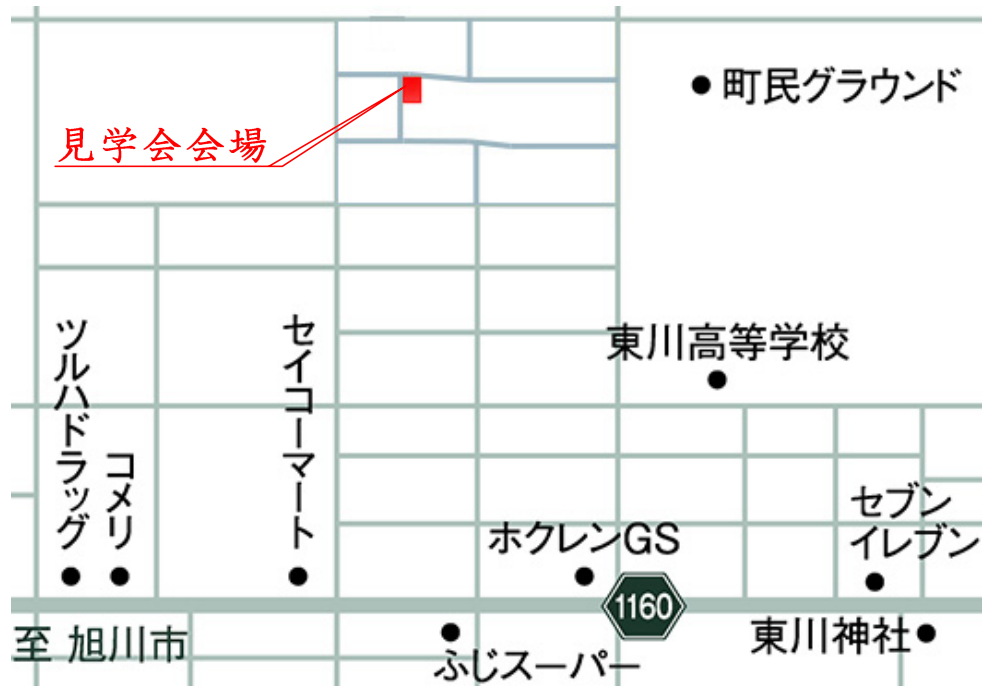 町民グラウンド
見学会会場
東川高等学校
ツルハドラッグ
コメリ
セイコーマート
セブン
イレブン
ホクレンGS
1160
至 旭川市
ふじスーパー
東川神社